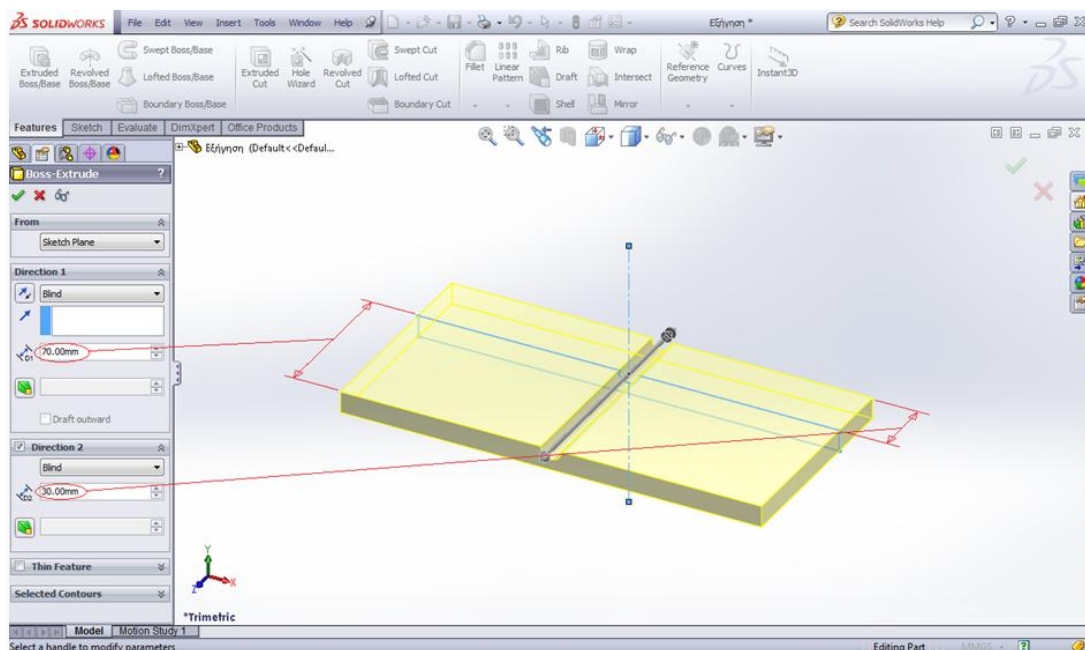 SOLIDWORKS File Edit View Insert Tools Window Help Εξήγηση * Search SolidWorks Help
Extruded Boss/Base
Revolved Boss/Base
Swept Boss/Base
Lofted Boss/Base
Boundary Boss/Base
Extruded Cut
Hole Wizard
Revolved Cut
Swept Cut
Lofted Cut
Boundary Cut
Fillet
Linear Pattern
Rib
Draft
Shell
Wrap
Intersect
Mirror
Reference Geometry
Curves
Instant3D
Features Sketch Evaluate DimXpert Office Products
Εξήγηση (Default<<Defaul...
Boss-Extrude ?
From
Sketch Plane
Direction 1
Blind
D1 70.00mm
Draft outward
Direction 2
Blind
D2 30.00mm
Thin Feature
Selected Contours
Y
X
Z
*Trimetric
Model Motion Study 1
Select a handle to modify parameters Editing Part MMGS